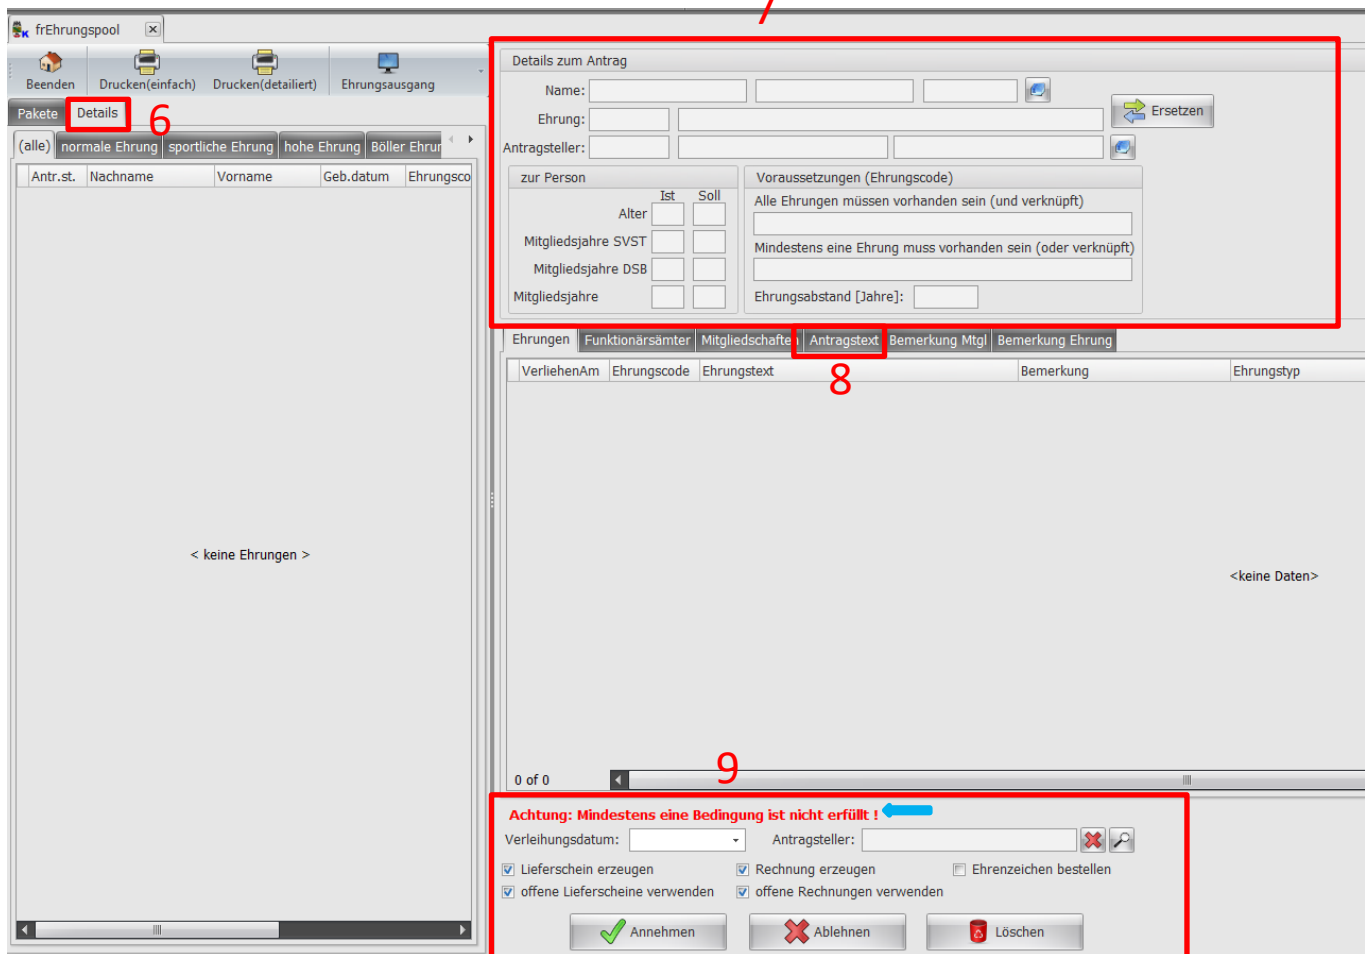 7
frEhrungspool
Beenden Drucken(einfach) Drucken(detailiert) Ehrungsausgang
Pakete Details 6
(alle) normale Ehrung sportliche Ehrung hohe Ehrung Böller Ehrur
Antr.st. Nachname Vorname Geb.datum Ehrungsco
< keine Ehrungen >
Details zum Antrag
Name:
Ehrung:
Ersetzen
Antragsteller:
zur Person
Ist Soll
Alter
Mitgliedsjahre SVST
Mitgliedsjahre DSB
Mitgliedsjahre
Voraussetzungen (Ehrungscode)
Alle Ehrungen müssen vorhanden sein (und verknüpft)
Mindestens eine Ehrung muss vorhanden sein (oder verknüpft)
Ehrungsabstand [Jahre]:
Ehrungen Funktionärsämter Mitgliedschaften Antragstext Bemerkung Mtgl Bemerkung Ehrung
8
VerliehenAm Ehrungscode Ehrungstext Bemerkung Ehrungstyp
<keine Daten>
0 of 0
9
Achtung: Mindestens eine Bedingung ist nicht erfüllt !
Verleihungsdatum: Antragsteller:
Lieferschein erzeugen Rechnung erzeugen Ehrenzeichen bestellen
offene Lieferscheine verwenden offene Rechnungen verwenden
Annehmen Ablehnen Löschen